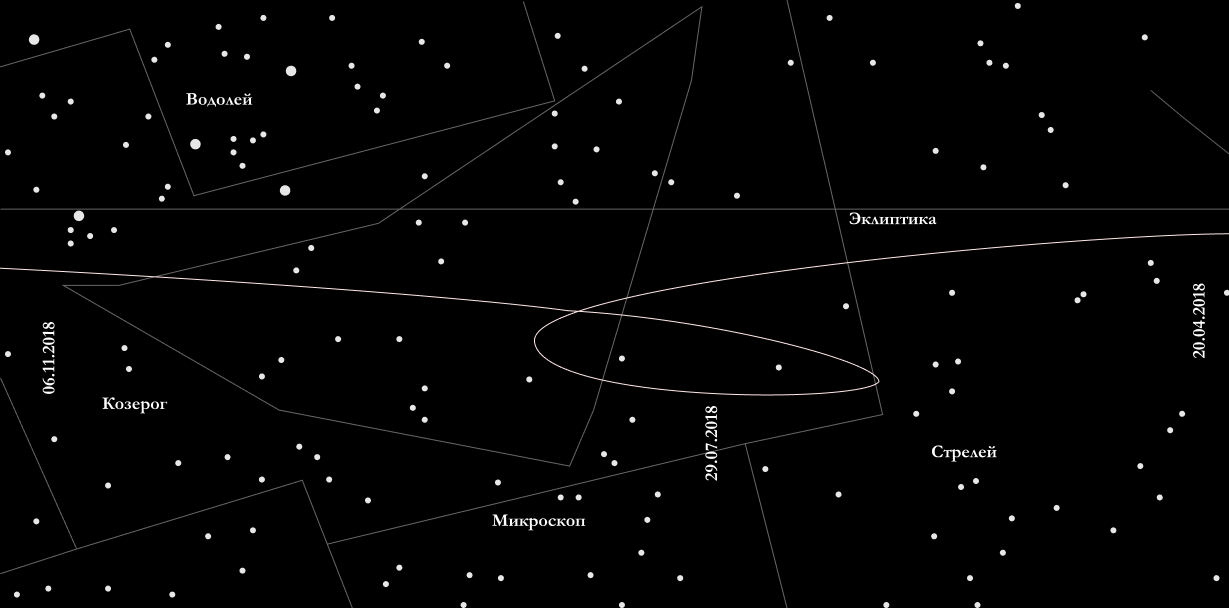 Водолей
Эклиптика
20.04.2018
06.11.2018
Козерог
29.07.2018
Стрелей
Микроскоп